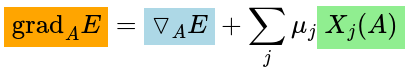 grad_A E = ▽_A E + ∑_j μ_j X_j(A)